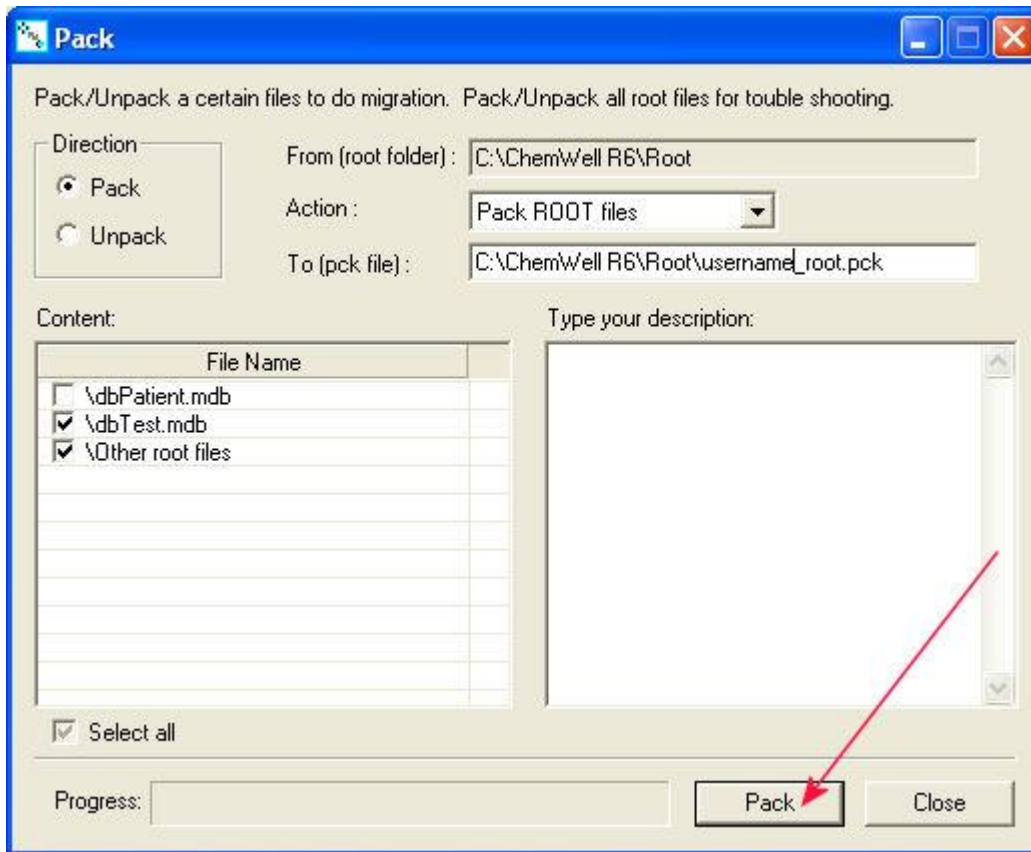 Pack
Pack/Unpack a certain files to do migration. Pack/Unpack all root files for touble shooting.
Direction
Pack
Unpack
From (root folder) : C:\ChemWell R6\Root
Action : Pack ROOT files
To (pck file) : C:\ChemWell R6\Root\username_root.pck
Content:
File Name
\dbPatient.mdb
\dbTest.mdb
\Other root files
Select all
Type your description:
Progress:
Pack
Close